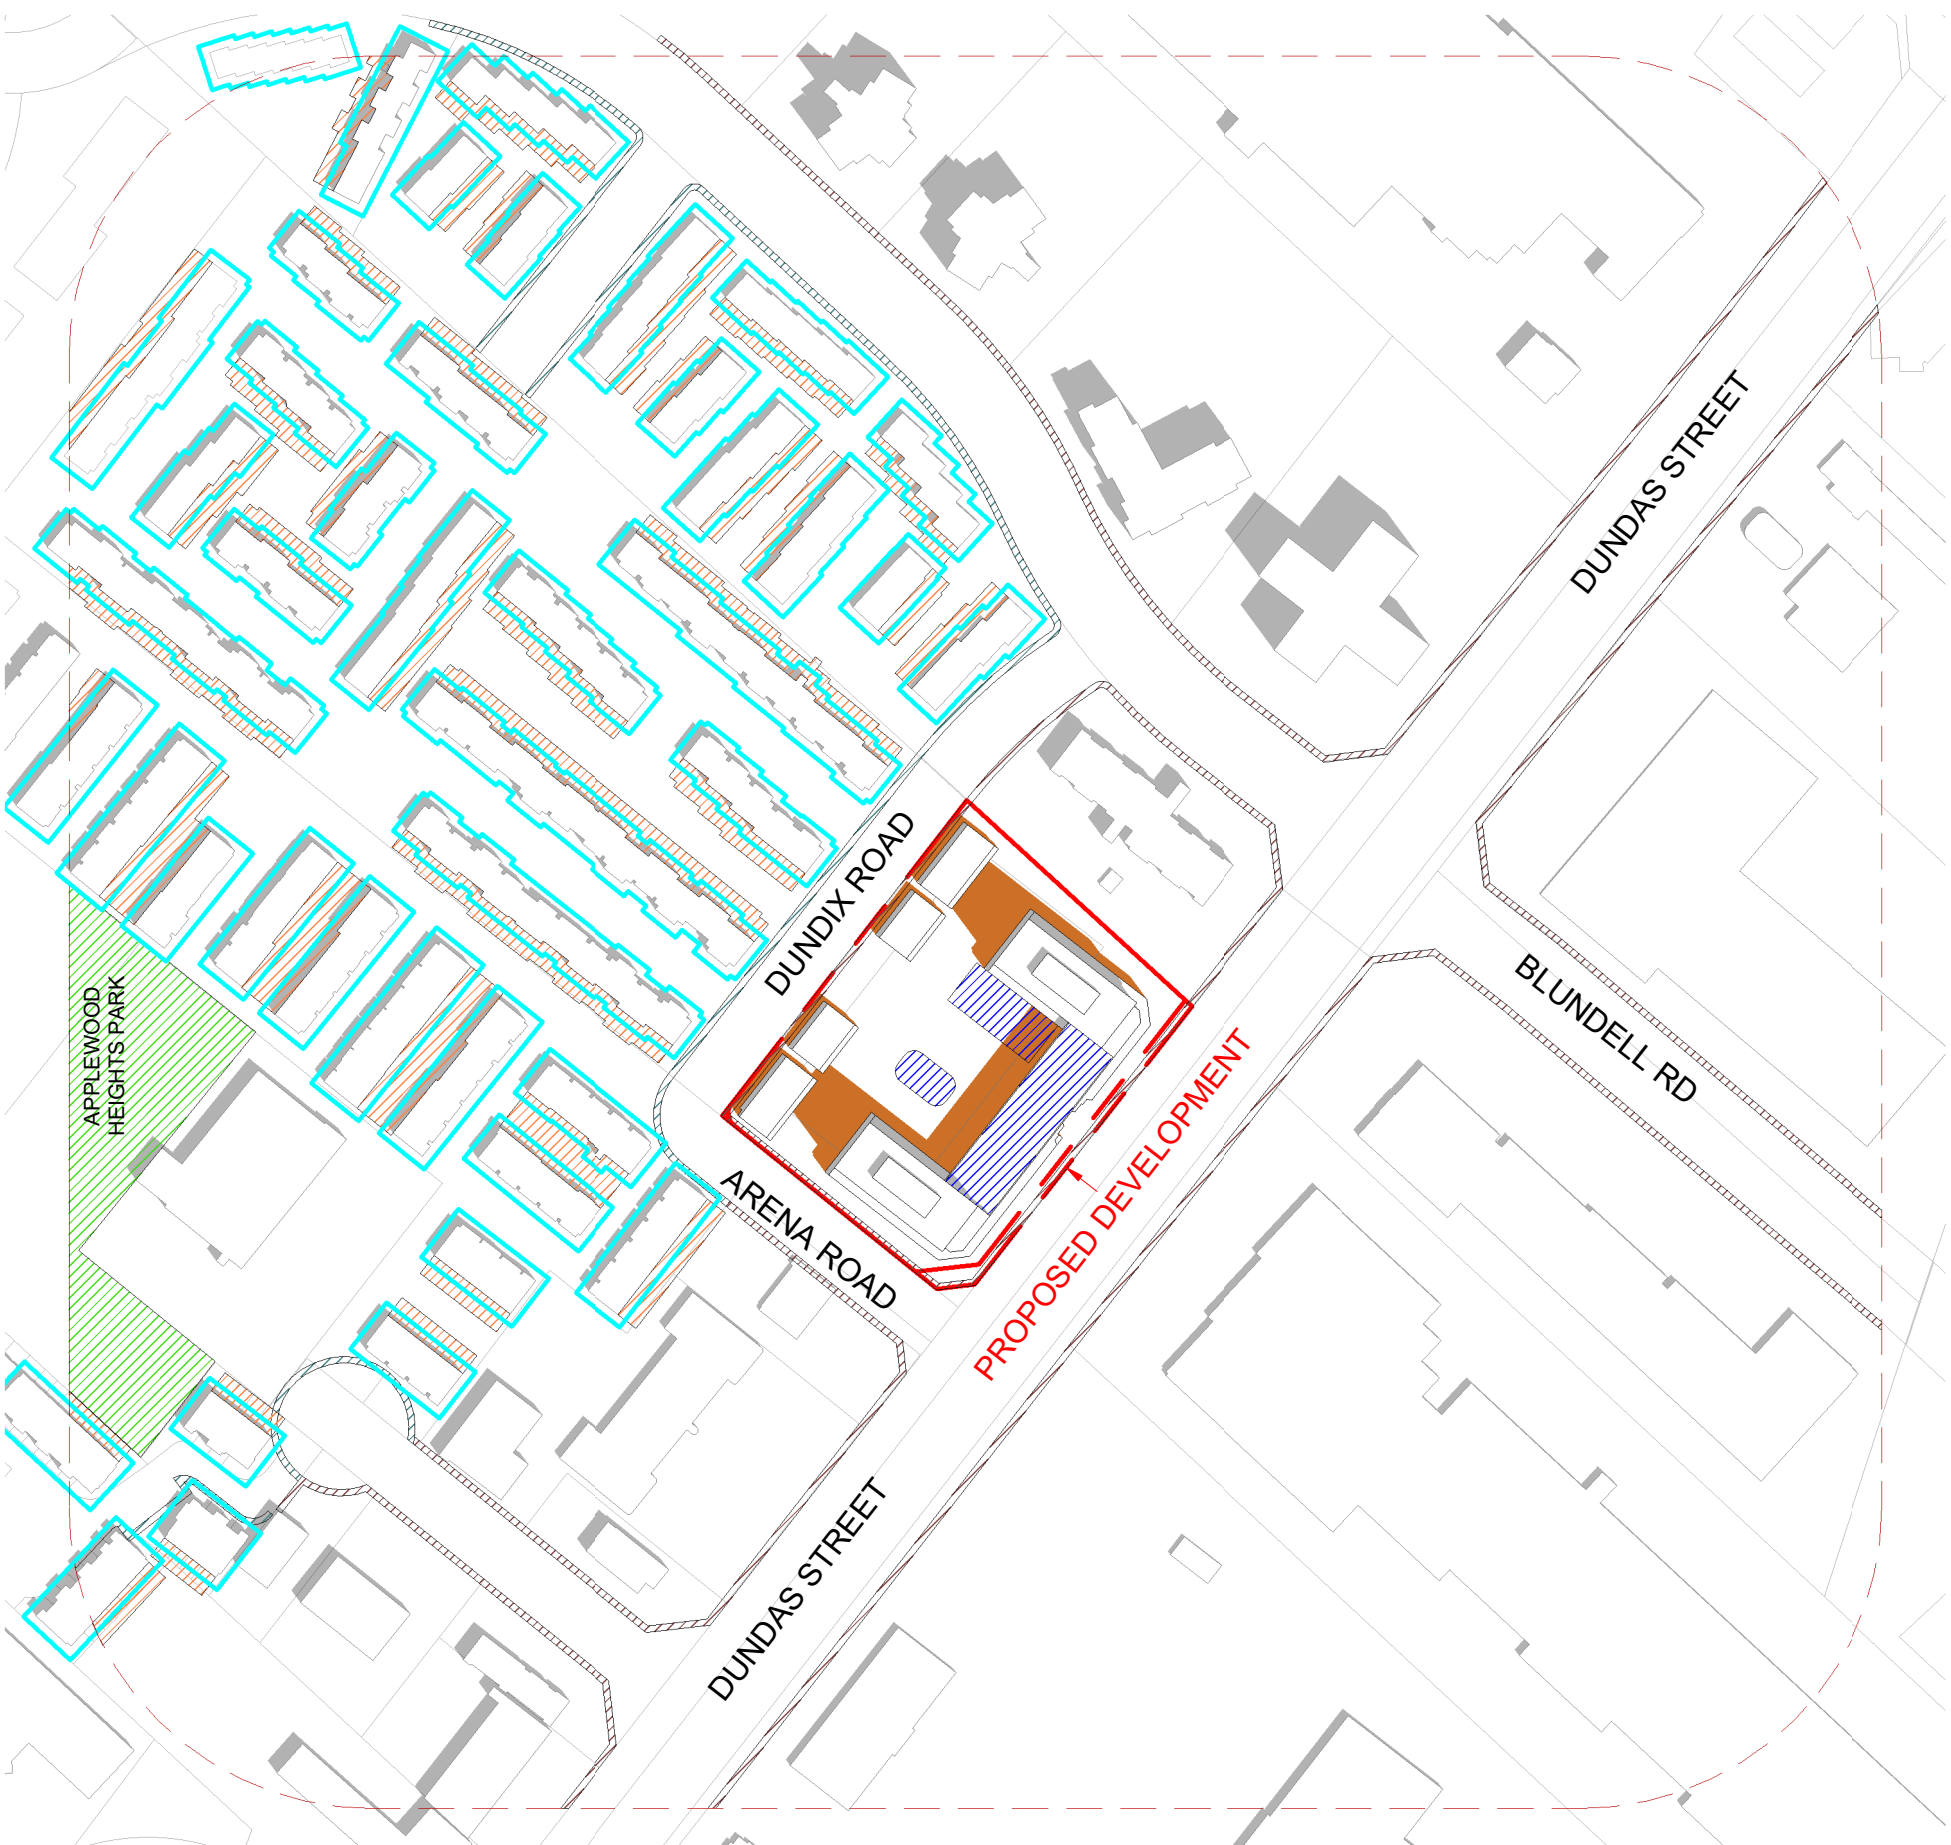 DUNDAS STREET
DUNDIX ROAD
BLUNDELL RD
APPLEWOOD
HEIGHTS PARK
PROPOSED DEVELOPMENT
ARENA ROAD
DUNDAS STREET